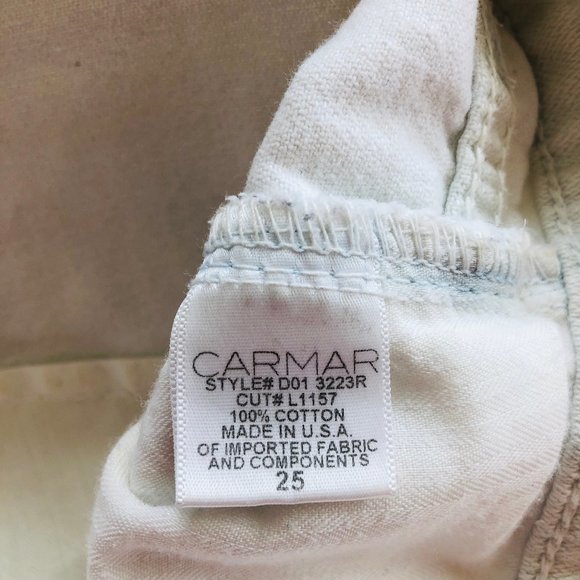 CARMAR
STYLE# D01 3223R
CUT# L1157
100% COTTON
MADE IN U.S.A.
OF IMPORTED FABRIC
AND COMPONENTS
25